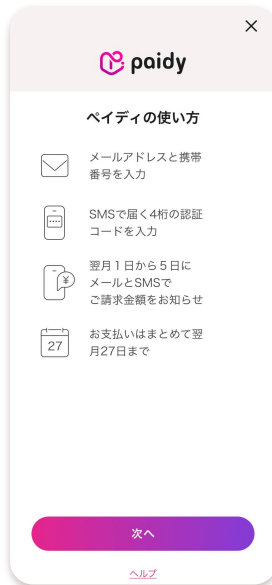 paidy
ペイディの使い方
メールアドレスと携帯
番号を入力
SMSで届く4桁の認証
コードを入力
翌月1日から5日に
メールとSMSで
ご請求金額をお知らせ
¥
お支払いはまとめて翌
月27日まで
27
次へ
ヘルプ